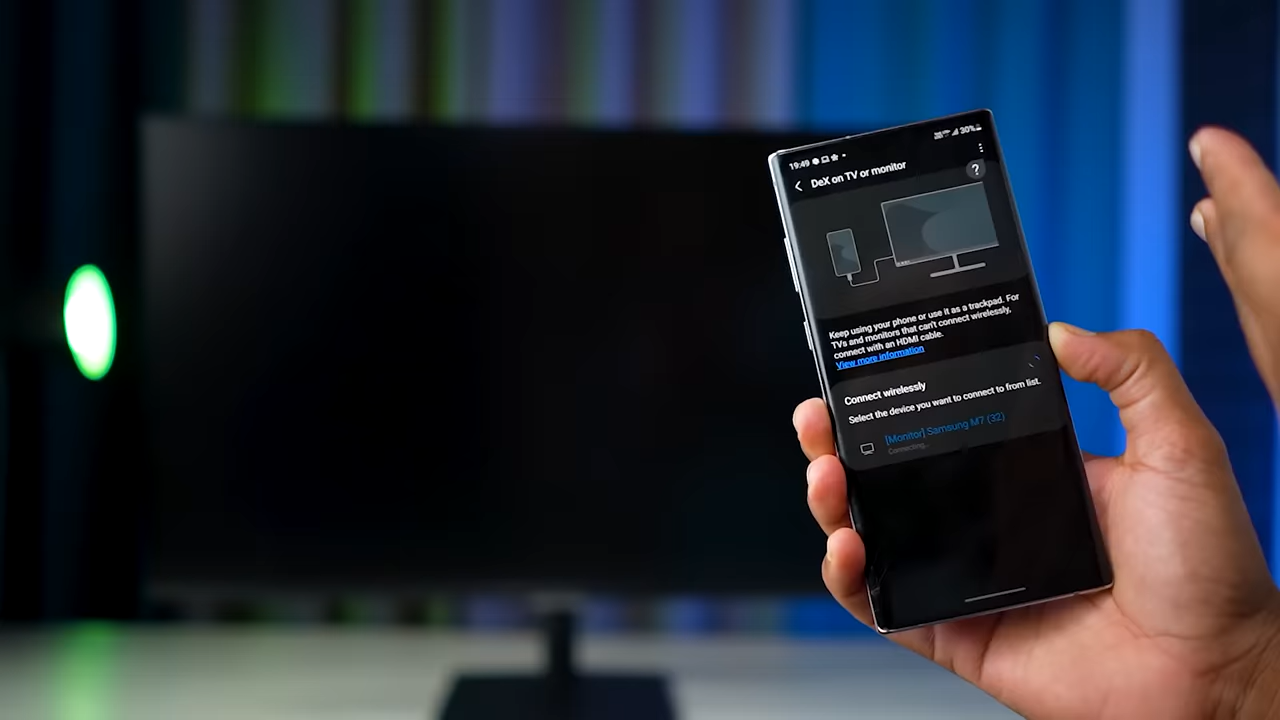 19:49
30%
DeX on TV or monitor
?
Keep using your phone or use it as a trackpad. For
TVs and monitors that can't connect wirelessly,
connect with an HDMI cable.
View more information
Connect wirelessly
Select the device you want to connect to from list.
[Monitor] Samsung M7 (32)
Connecting...